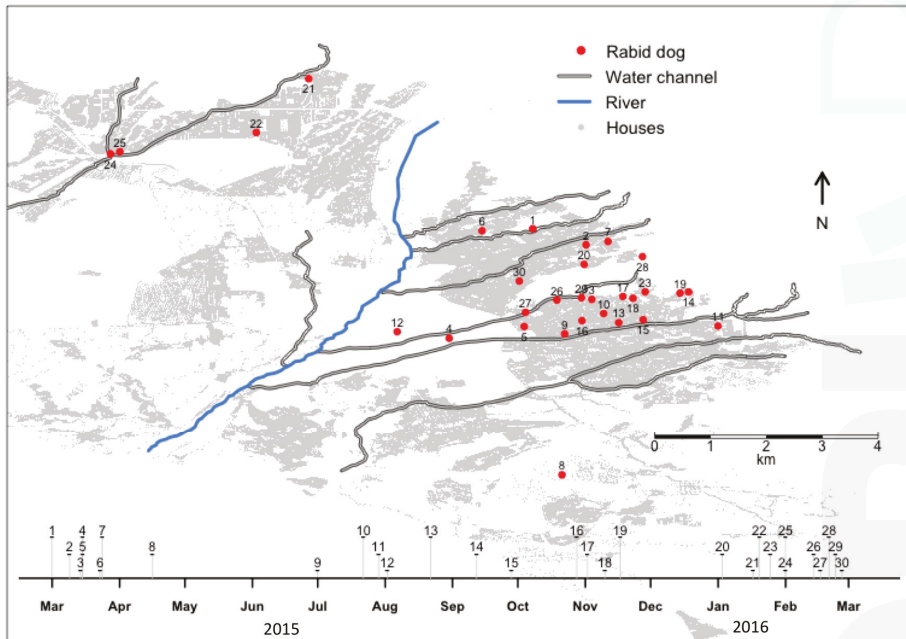 Rabid dog
Water channel
River
Houses
21
22
25
24
N
6
1
2
7
20
28
30
29
3
17
23
19
14
26
18
27
10
16
13
15
11
12
4
5
9
0 1 2 3 4
km
8
1 4 7 10 13 16 19 22 25 28
2 5 8 11 14 17 20 23 26 29
3 6 9 12 15 18 21 24 27 30
Mar Apr May Jun Jul Aug Sep Oct Nov Dec Jan Feb Mar
2015 2016